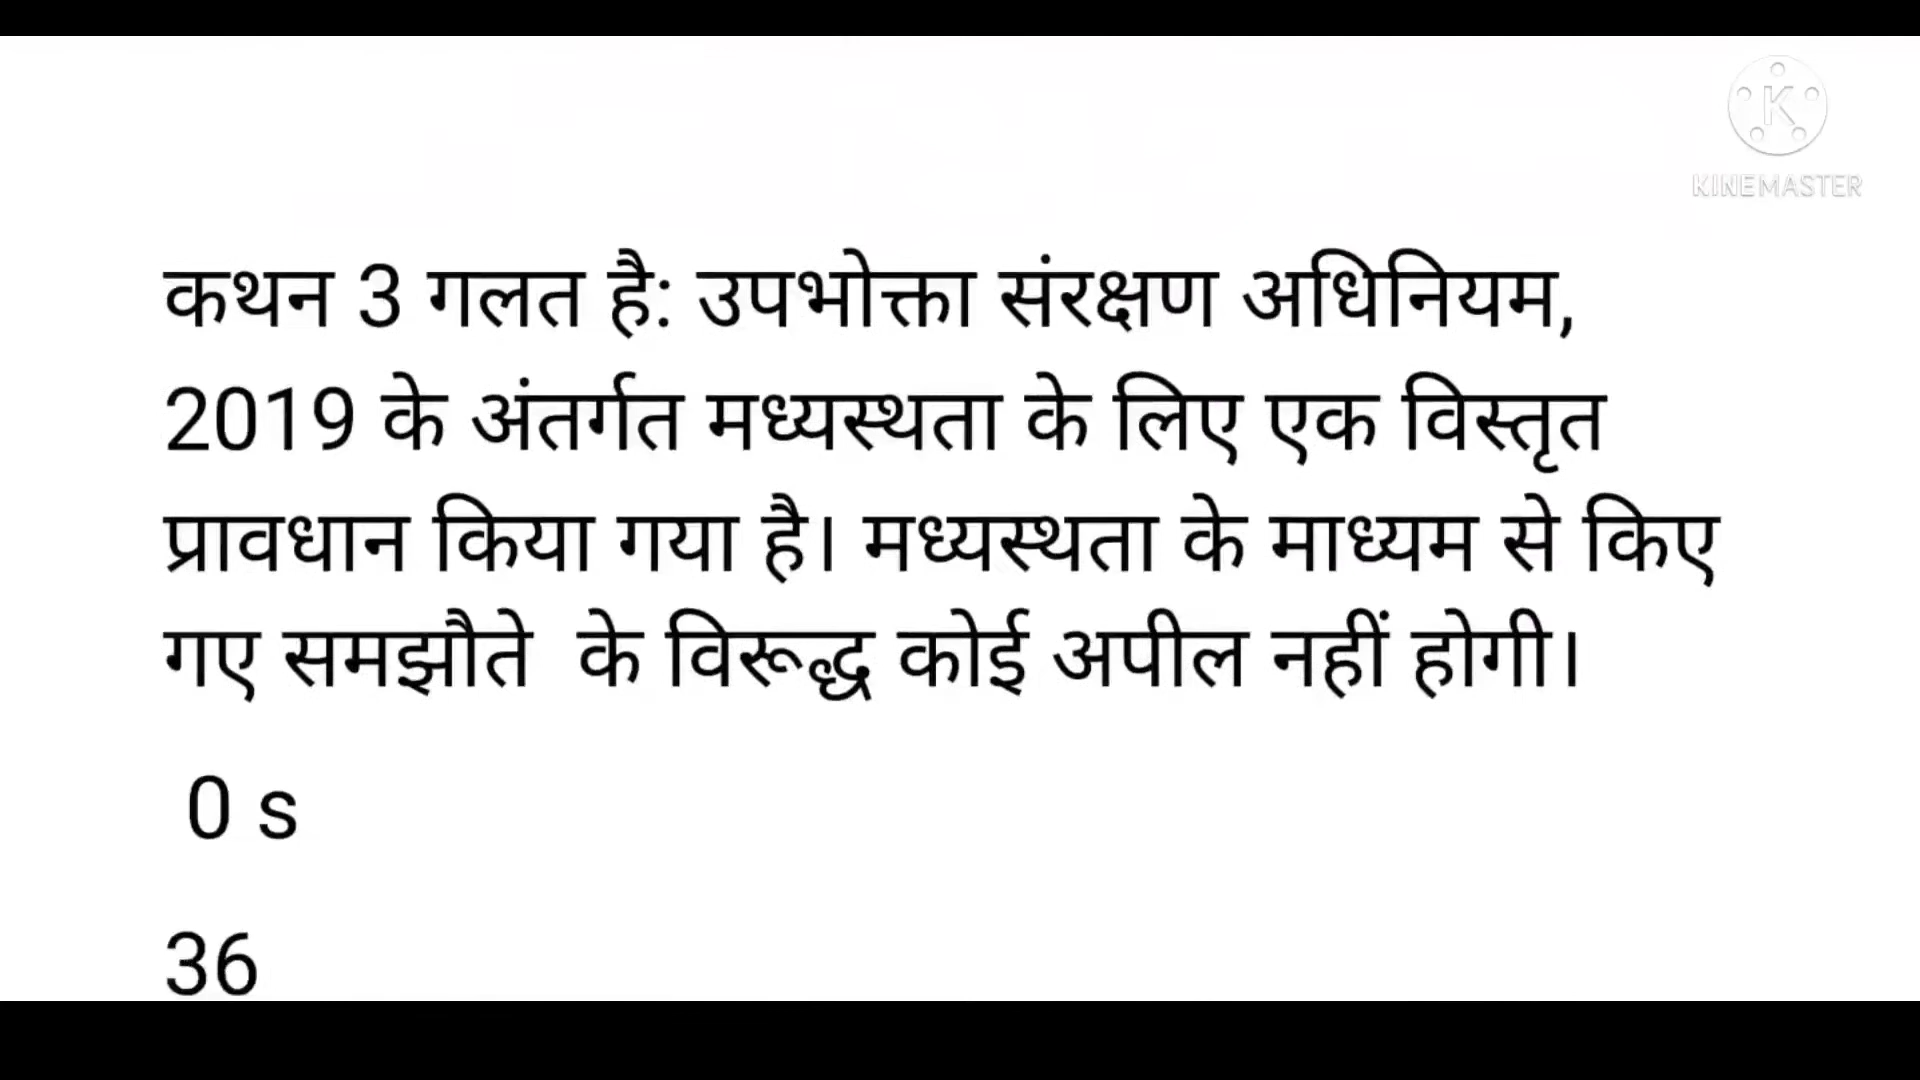 KINEMASTER
कथन 3 गलत है: उपभोक्ता संरक्षण अधिनियम,
2019 के अंतर्गत मध्यस्थता के लिए एक विस्तृत
प्रावधान किया गया है। मध्यस्थता के माध्यम से किए
गए समझौते  के विरूद्ध कोई अपील नहीं होगी।
0 s
36